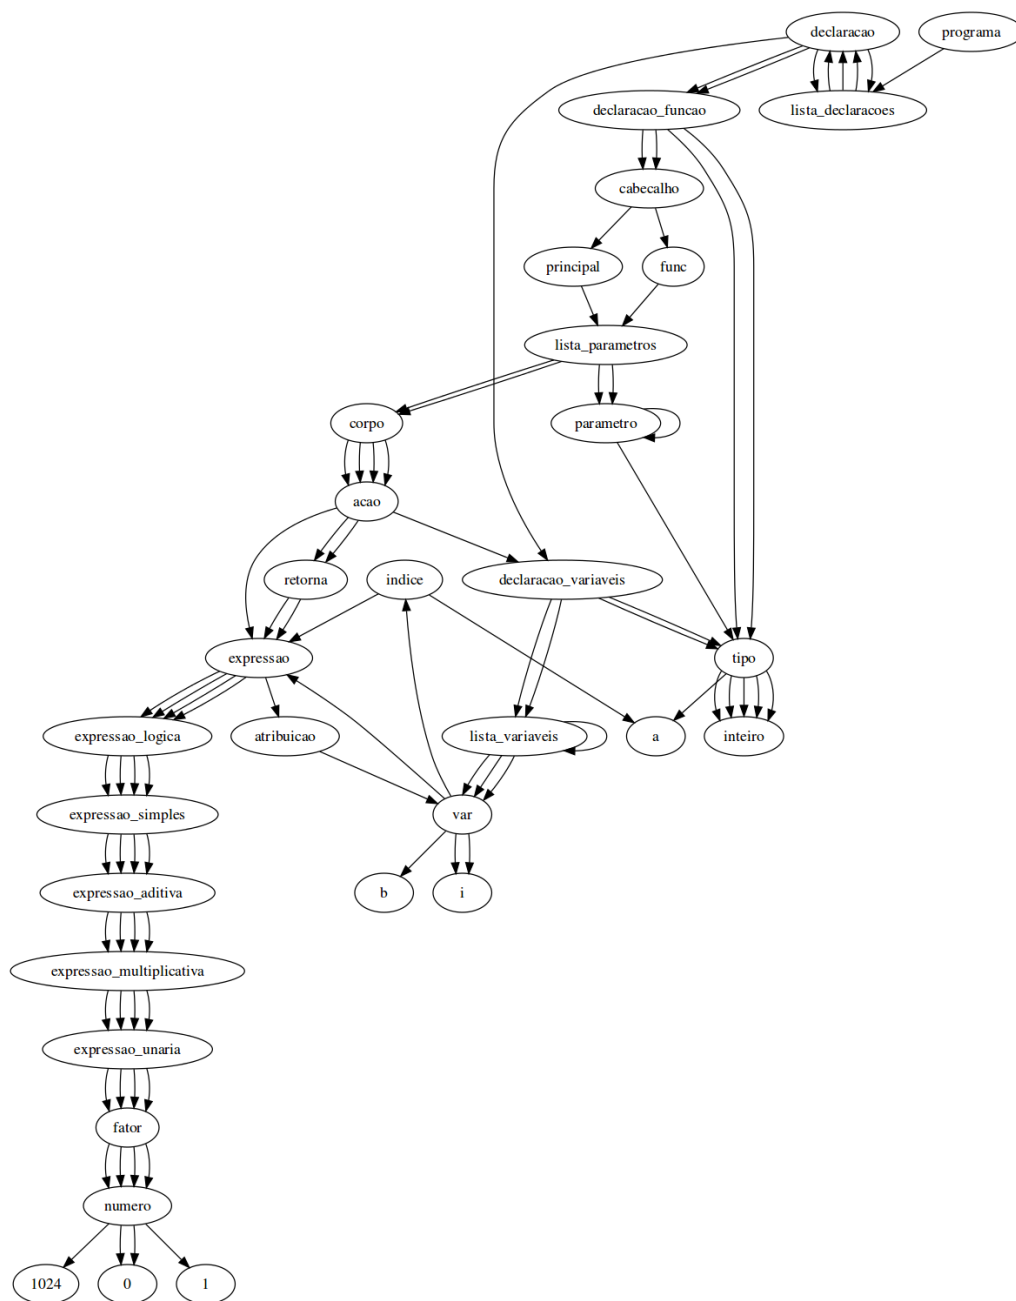 declaracao
programa
declaracao_funcao
lista_declaracoes
cabecalho
principal
func
lista_parametros
corpo
parametro
acao
retorna
indice
declaracao_variaveis
expressao
tipo
expressao_logica
atribuicao
lista_variaveis
a
inteiro
expressao_simples
var
expressao_aditiva
b
i
expressao_multiplicativa
expressao_unaria
fator
numero
1024
0
1